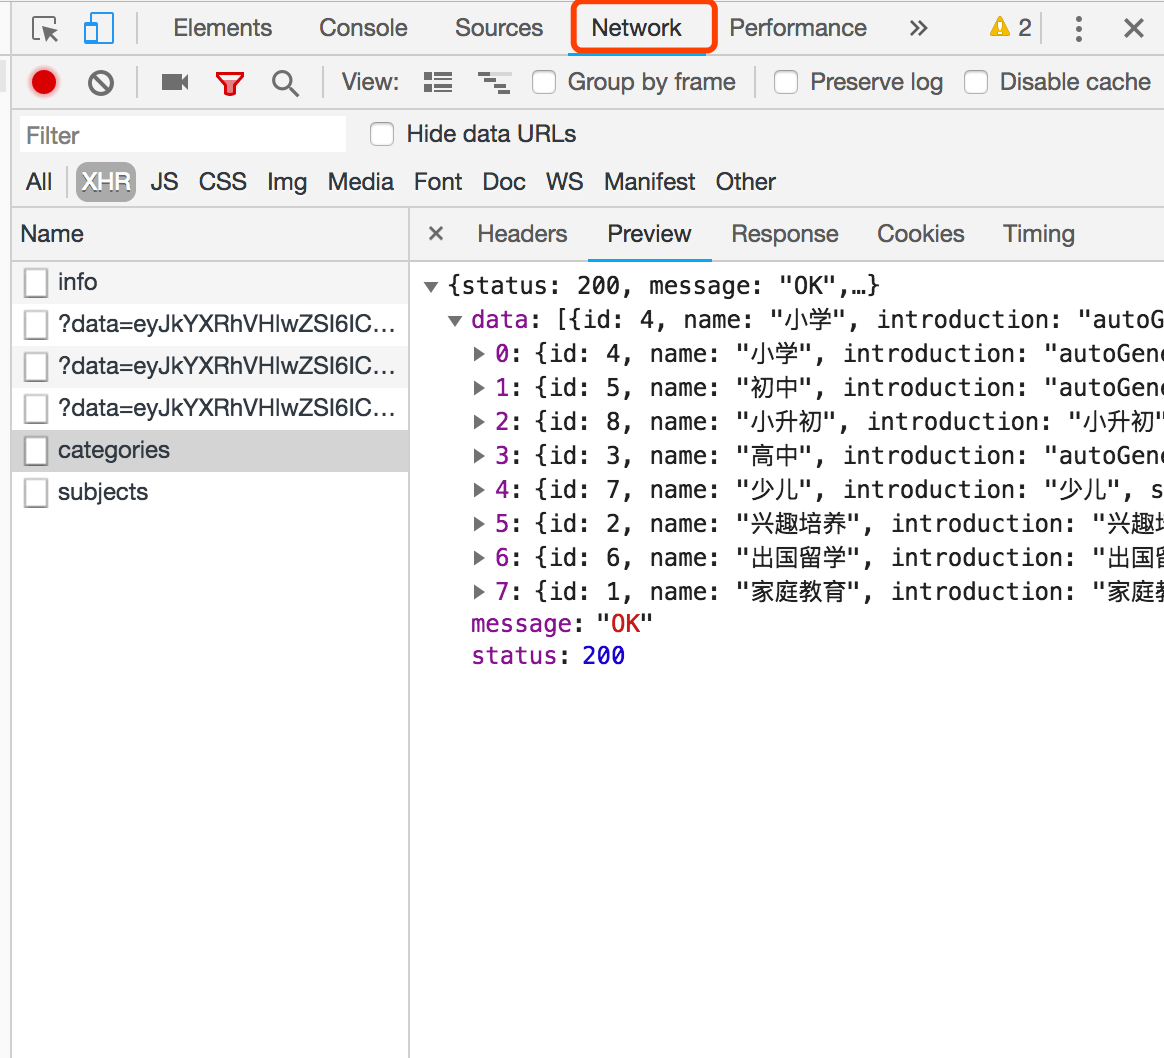 Elements Console Sources Network Performance » 2
View: Group by frame Preserve log Disable cache
Filter Hide data URLs
All XHR JS CSS Img Media Font Doc WS Manifest Other
Name
info
?data=eyJkYXRhVHlwZSI6IC...
?data=eyJkYXRhVHlwZSI6IC...
?data=eyJkYXRhVHlwZSI6IC...
categories
subjects
× Headers Preview Response Cookies Timing
{status: 200, message: "OK",…}
data: [{id: 4, name: "小学", introduction: "autoG
0: {id: 4, name: "小学", introduction: "autoGene
1: {id: 5, name: "初中", introduction: "autoGene
2: {id: 8, name: "小升初", introduction: "小升初"
3: {id: 3, name: "高中", introduction: "autoGene
4: {id: 7, name: "少儿", introduction: "少儿", s
5: {id: 2, name: "兴趣培养", introduction: "兴趣培
6: {id: 6, name: "出国留学", introduction: "出国留
7: {id: 1, name: "家庭教育", introduction: "家庭教
message: "OK"
status: 200